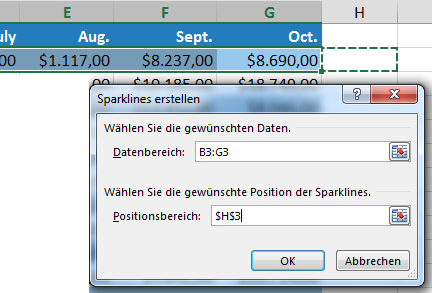 E F G H
uly Aug. Sept. Oct.
00 $1.117,00 $8.237,00 $8.690,00
00 $10.185,00 $18.749,00
Sparklines erstellen ?
Wählen Sie die gewünschten Daten.
Datenbereich: B3:G3
Wählen Sie die gewünschte Position der Sparklines.
Positionsbereich: $H$3
OK Abbrechen